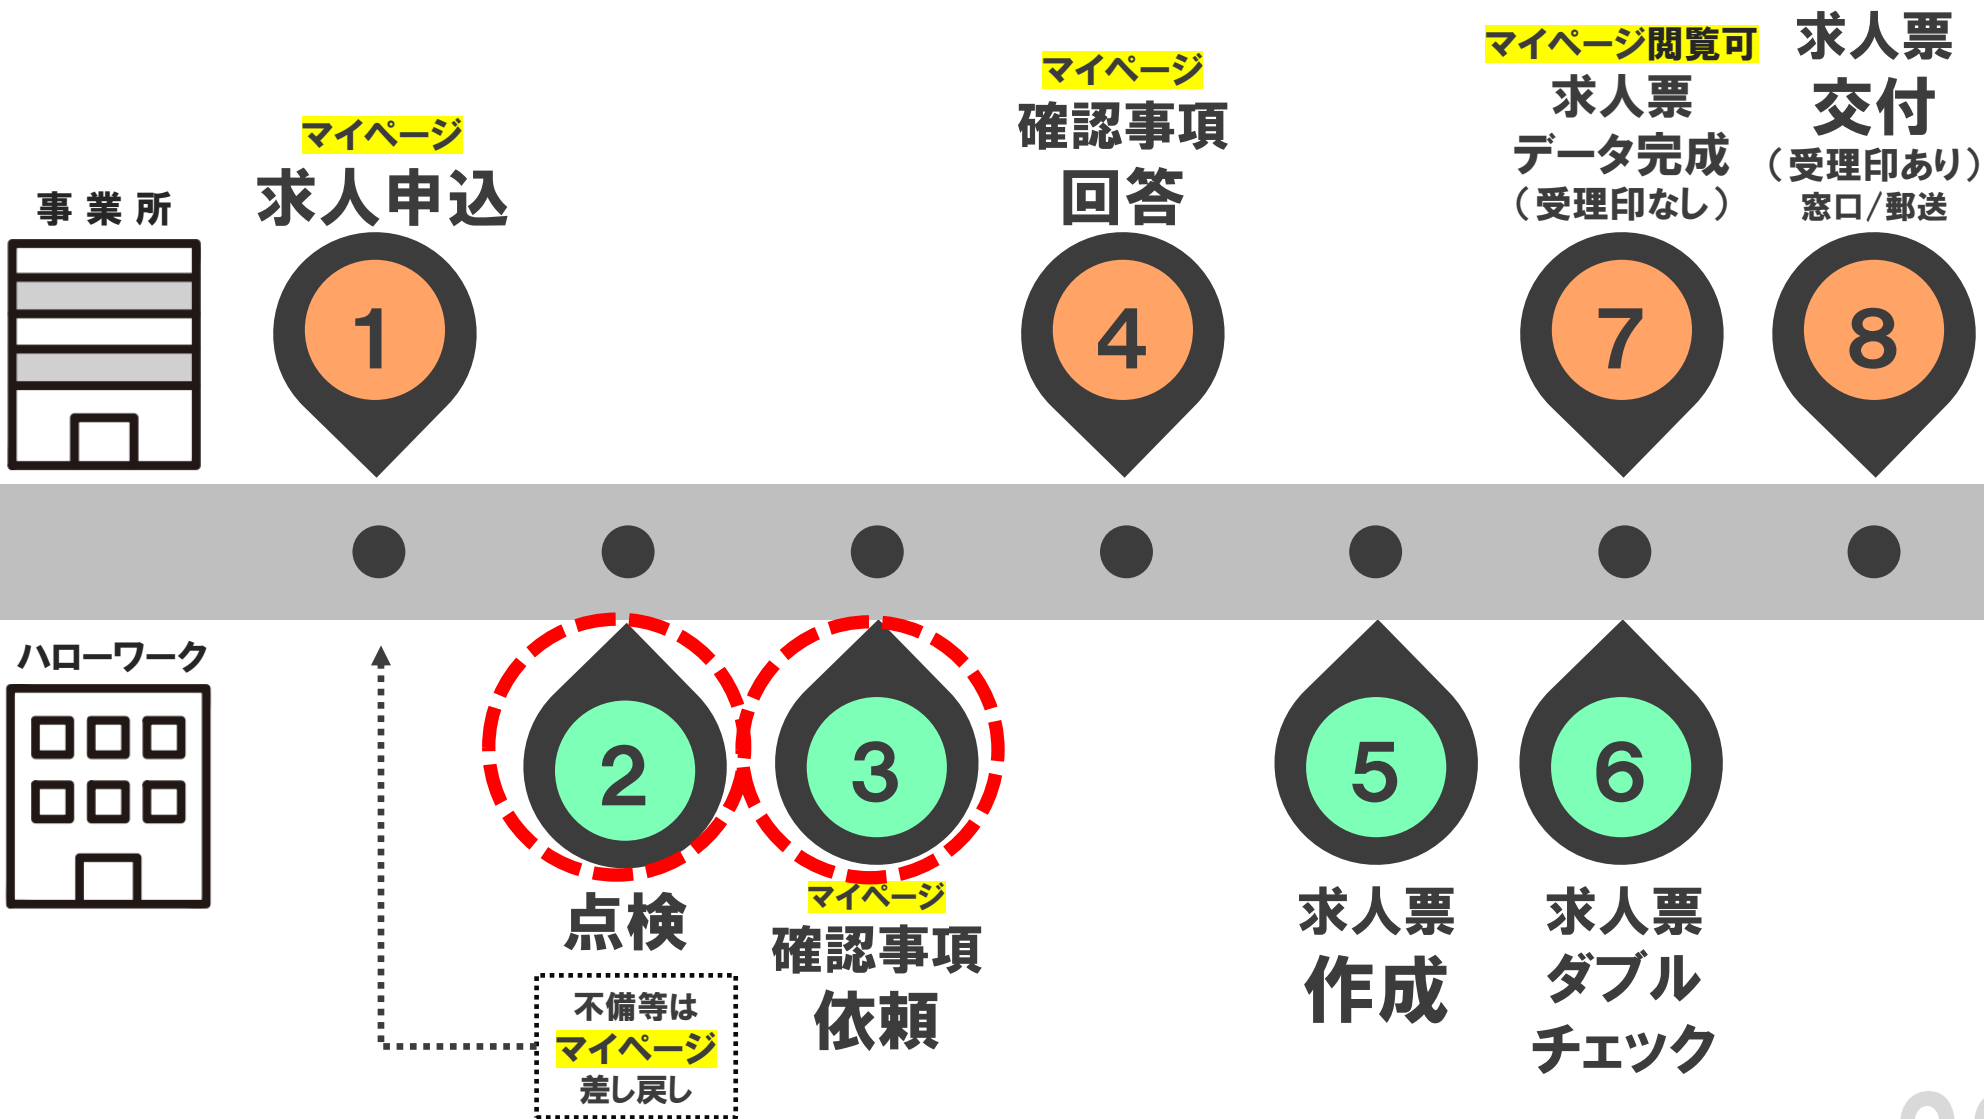 事業所
マイページ
求人申込
1
マイページ
確認事項
回答
4
マイページ閲覧可
求人票
データ完成
（受理印なし）
7
求人票
交付
（受理印あり）
窓口/郵送
8
ハローワーク
2
点検
不備等は
マイページ
差し戻し
3
マイページ
確認事項
依頼
5
求人票
作成
6
求人票
ダブル
チェック